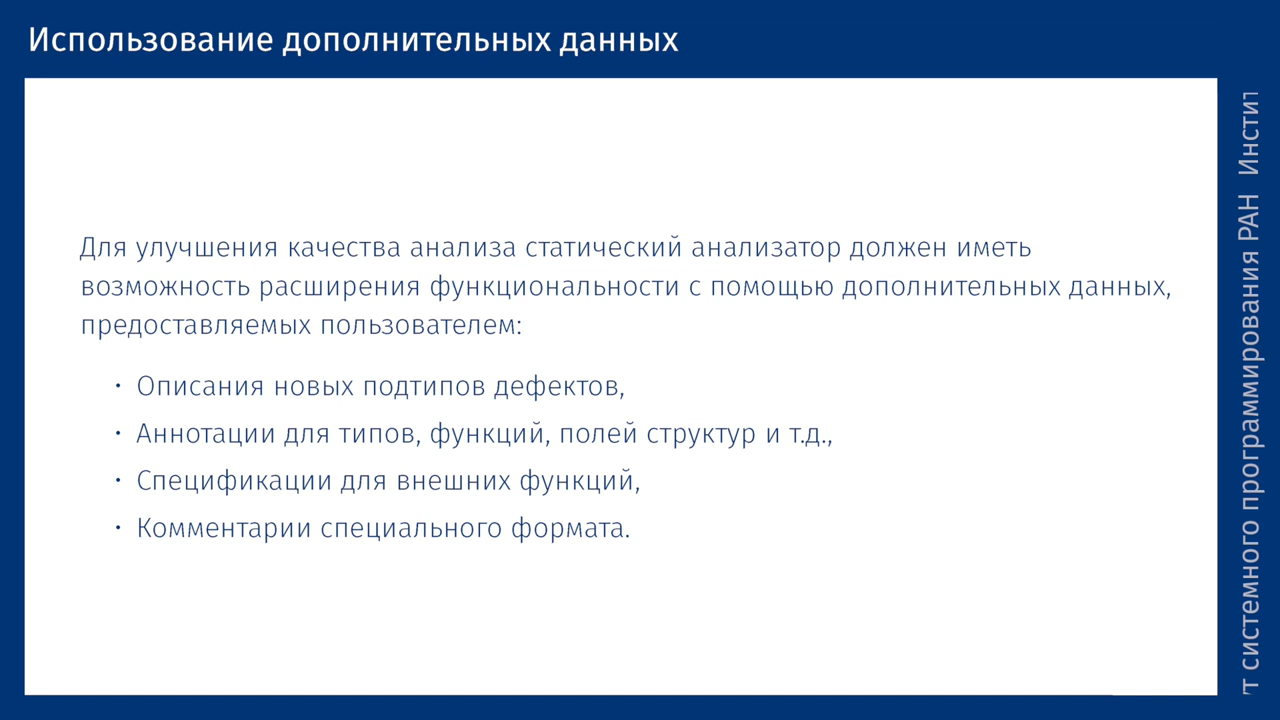 Использование дополнительных данных
Для улучшения качества анализа статический анализатор должен иметь
возможность расширения функциональности с помощью дополнительных данных,
предоставляемых пользователем:
· Описания новых подтипов дефектов,
· Аннотации для типов, функций, полей структур и т.д.,
· Спецификации для внешних функций,
· Комментарии специального формата.
т системного программирования РАН Инсти